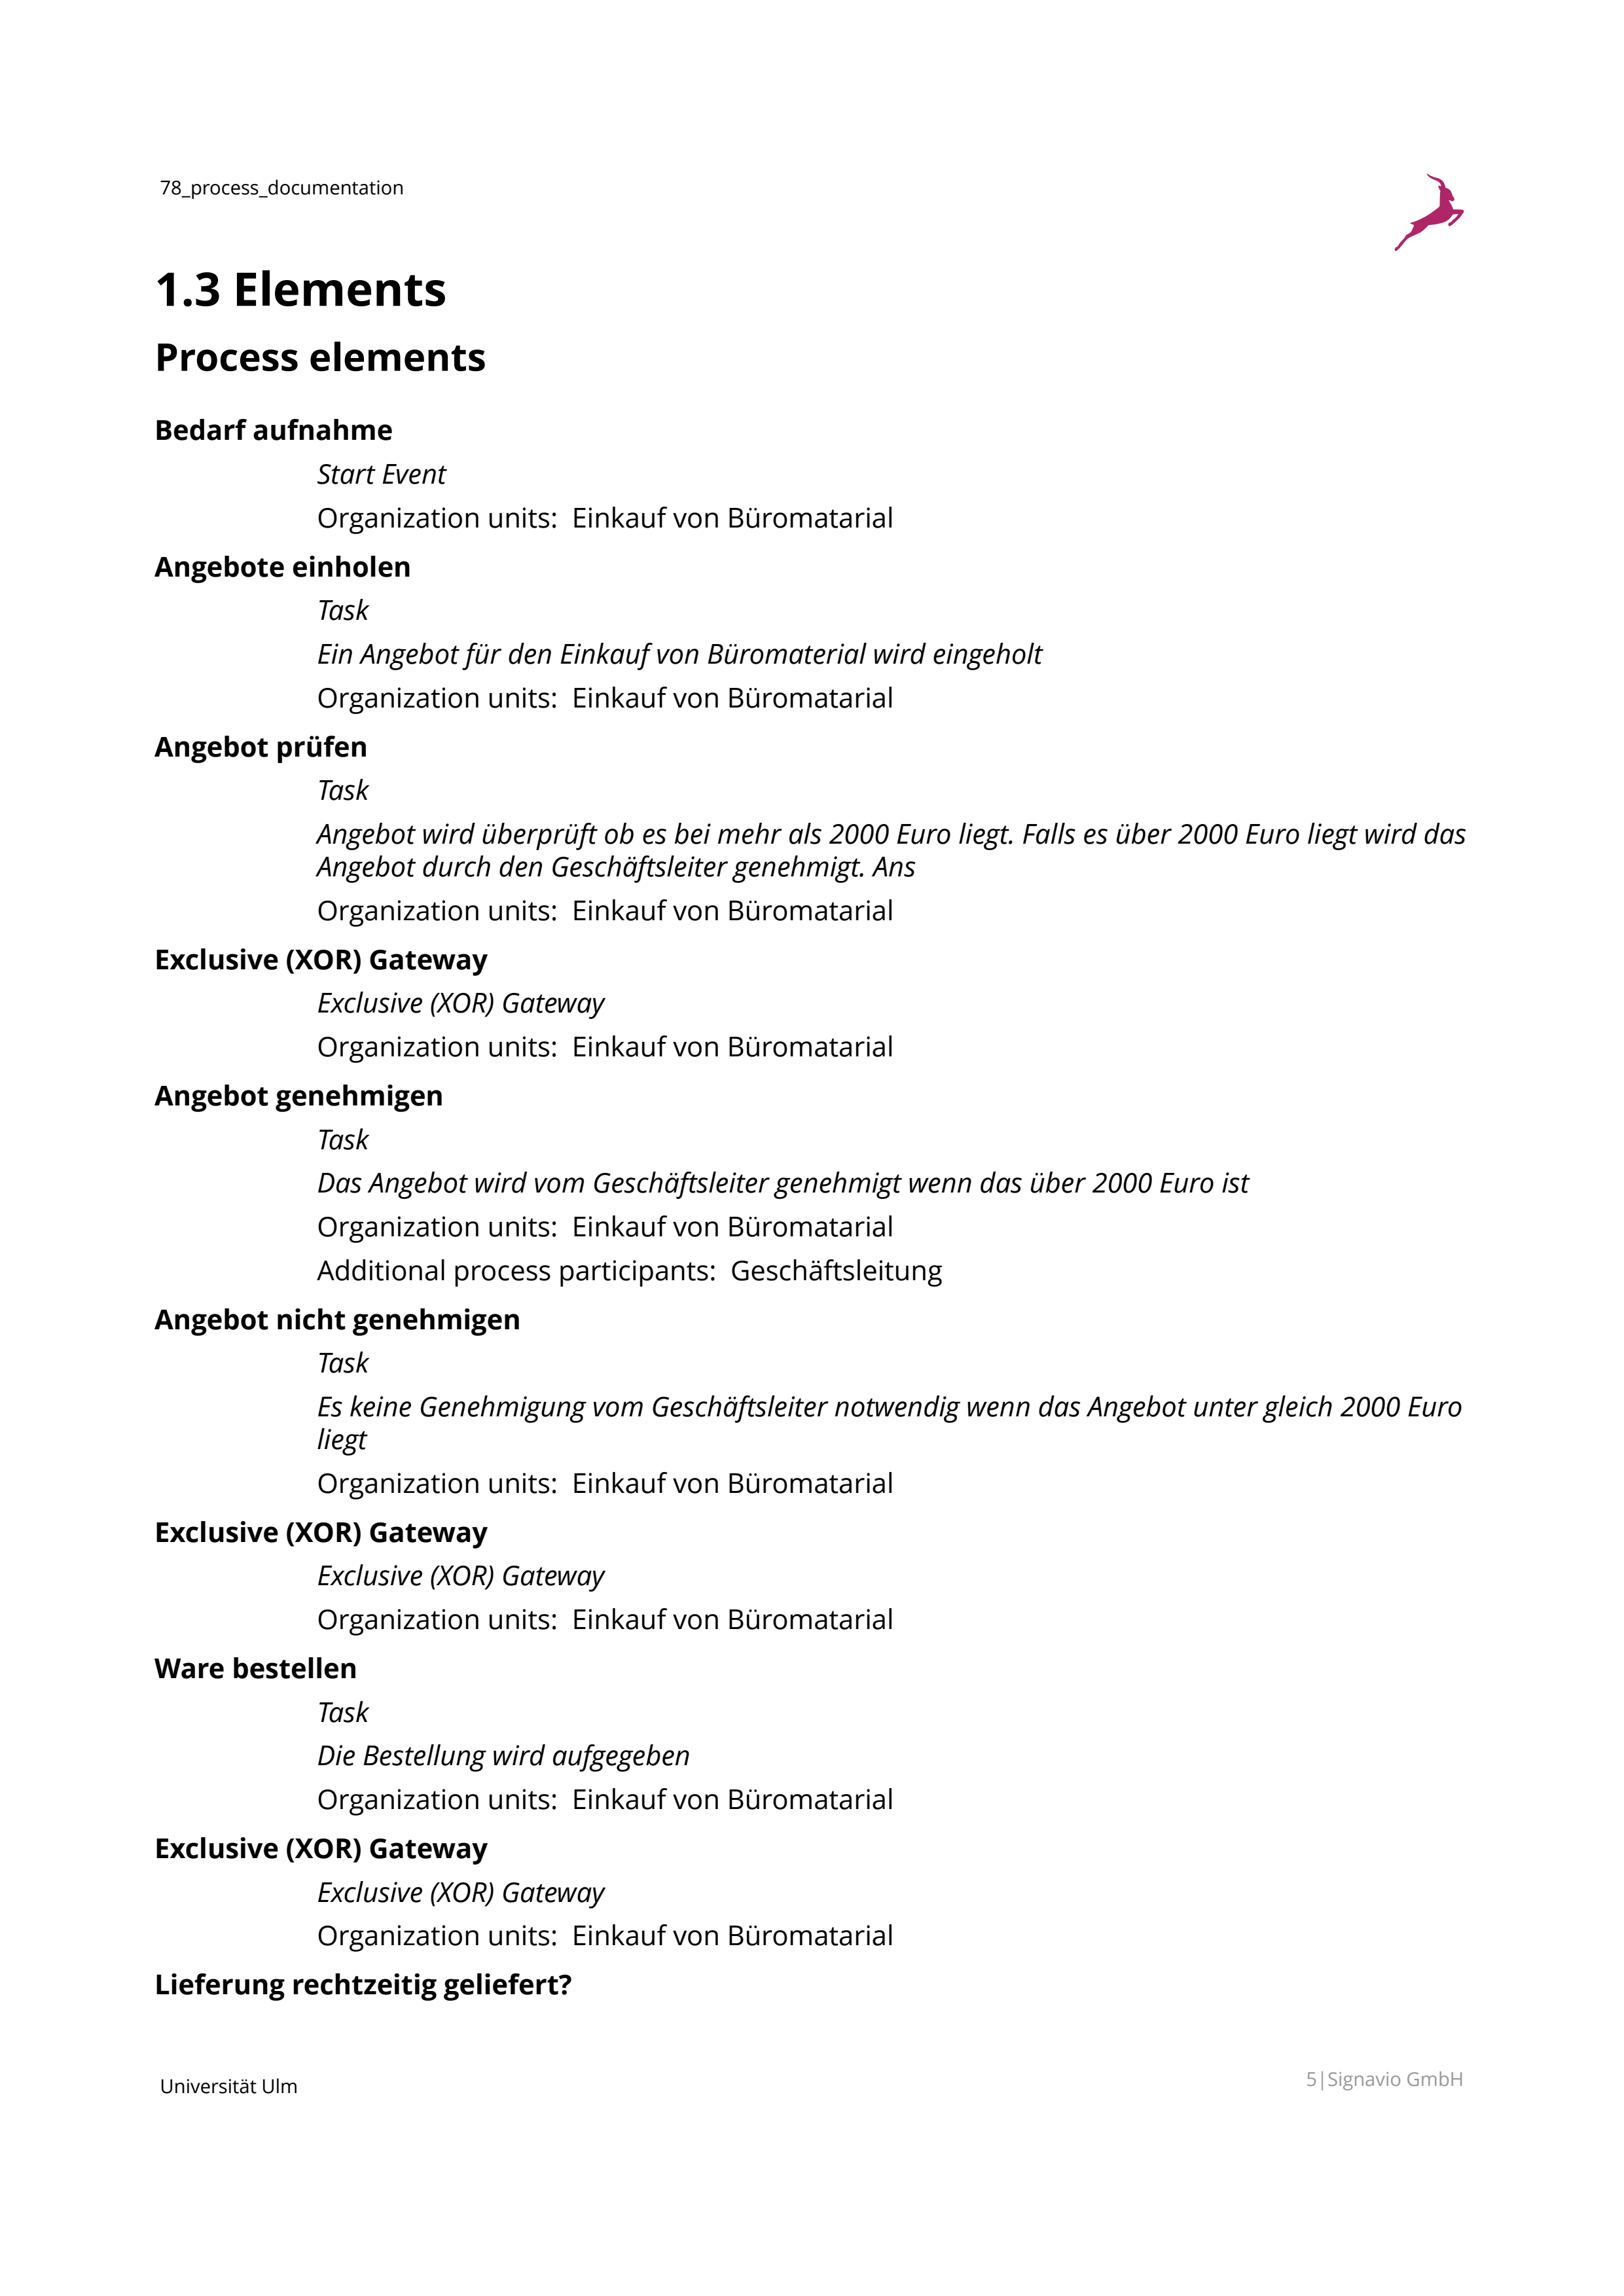 78_process_documentation
1.3 Elements
Process elements
Bedarf aufnahme
Start Event
Organization units:  Einkauf von Büromatarial
Angebote einholen
Task
Ein Angebot für den Einkauf von Büromaterial wird eingeholt
Organization units:  Einkauf von Büromatarial
Angebot prüfen
Task
Angebot wird überprüft ob es bei mehr als 2000 Euro liegt. Falls es über 2000 Euro liegt wird das
Angebot durch den Geschäftsleiter genehmigt. Ans
Organization units:  Einkauf von Büromatarial
Exclusive (XOR) Gateway
Exclusive (XOR) Gateway
Organization units:  Einkauf von Büromatarial
Angebot genehmigen
Task
Das Angebot wird vom Geschäftsleiter genehmigt wenn das über 2000 Euro ist
Organization units:  Einkauf von Büromatarial
Additional process participants:  Geschäftsleitung
Angebot nicht genehmigen
Task
Es keine Genehmigung vom Geschäftsleiter notwendig wenn das Angebot unter gleich 2000 Euro
liegt
Organization units:  Einkauf von Büromatarial
Exclusive (XOR) Gateway
Exclusive (XOR) Gateway
Organization units:  Einkauf von Büromatarial
Ware bestellen
Task
Die Bestellung wird aufgegeben
Organization units:  Einkauf von Büromatarial
Exclusive (XOR) Gateway
Exclusive (XOR) Gateway
Organization units:  Einkauf von Büromatarial
Lieferung rechtzeitig geliefert?
Universität Ulm
5|Signavio GmbH